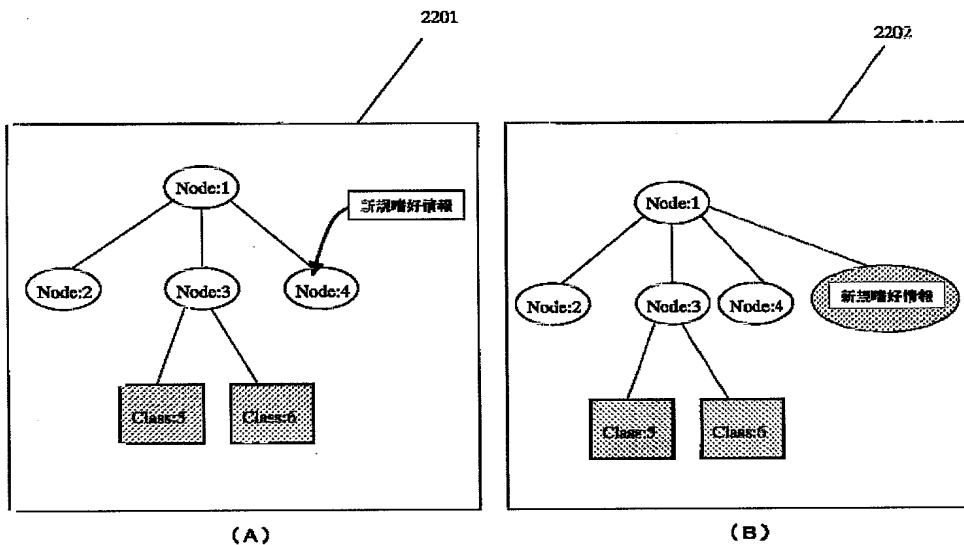 2201
Node:1
新規嗜好情報
Node:2
Node:3
Node:4
Class:5
Class:6
(A)
2202
Node:1
Node:2
Node:3
Node:4
新規嗜好情報
Class:5
Class:6
(B)